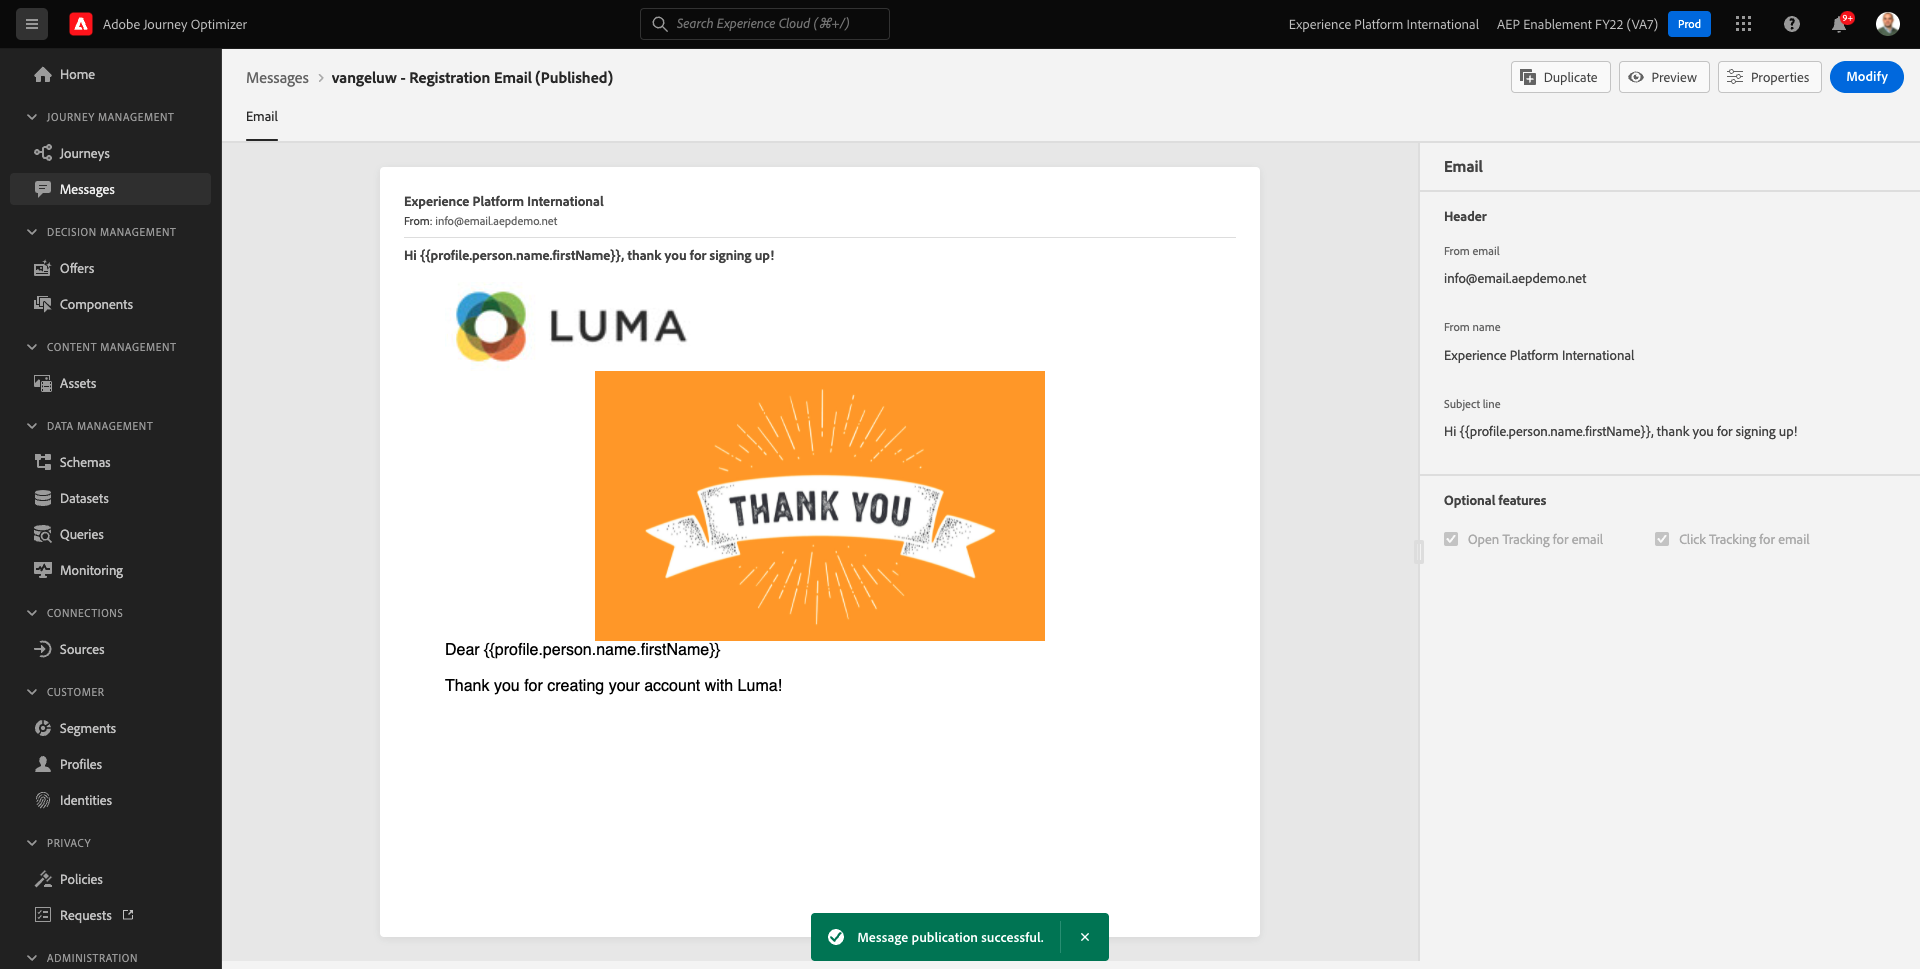 Adobe Journey Optimizer
Search Experience Cloud (⌘+/)
Experience Platform International
AEP Enablement FY22 (VA7)
Prod
9+
Home
JOURNEY MANAGEMENT
Journeys
Messages
DECISION MANAGEMENT
Offers
Components
CONTENT MANAGEMENT
Assets
DATA MANAGEMENT
Schemas
Datasets
Queries
Monitoring
CONNECTIONS
Sources
CUSTOMER
Segments
Profiles
Identities
PRIVACY
Policies
Requests
ADMINISTRATION
Messages > vangeluw - Registration Email (Published)
Duplicate
Preview
Properties
Modify
Email
Experience Platform International
From: info@email.aepdemo.net
Hi {{profile.person.name.firstName}}, thank you for signing up!
LUMA
THANK YOU
Dear {{profile.person.name.firstName}}
Thank you for creating your account with Luma!
Message publication successful.
Email
Header
From email
info@email.aepdemo.net
From name
Experience Platform International
Subject line
Hi {{profile.person.name.firstName}}, thank you for signing up!
Optional features
Open Tracking for email
Click Tracking for email